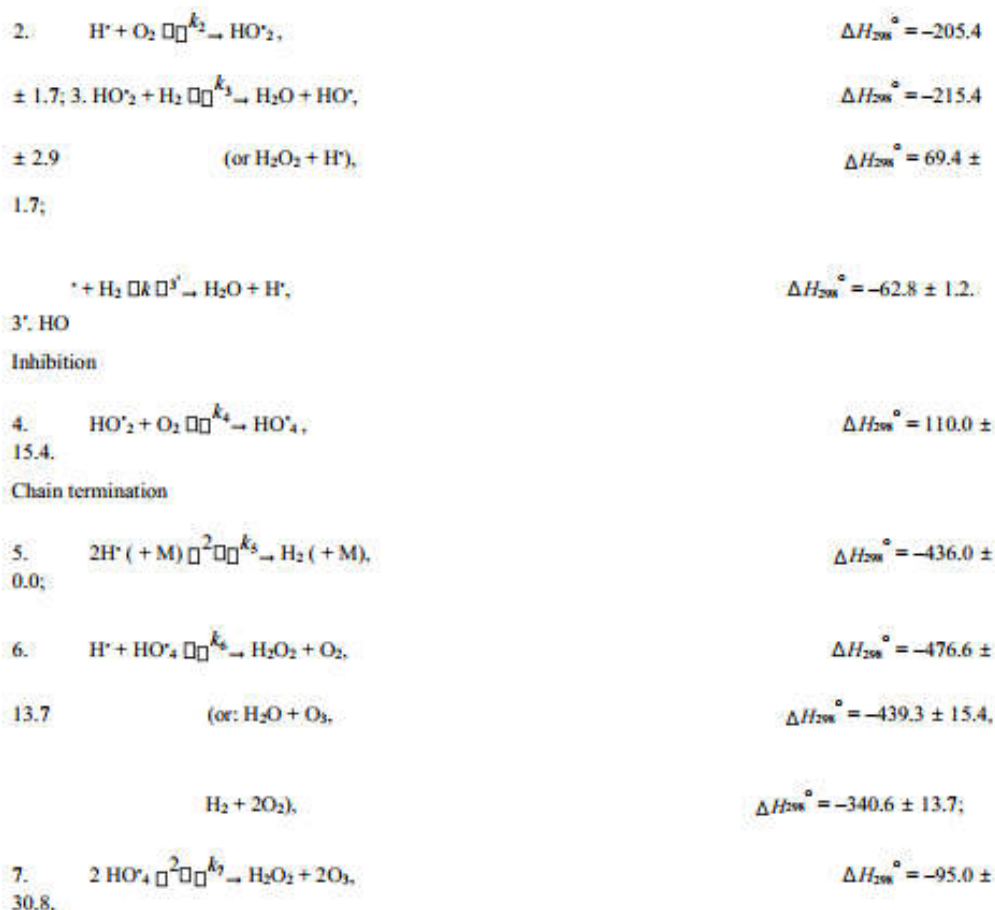 2. H•+ O2 □□k2→ HO•2, ΔH298° = –205.4
± 1.7; 3. HO•2 + H2 □□k3→ H2O + HO•, ΔH298° = –215.4
± 2.9 (or H2O2 + H•), ΔH298° = 69.4 ±
1.7;
• + H2 □k□3'→ H2O + H•, ΔH298° = –62.8 ± 1.2.
3'. HO
Inhibition
4. HO•2 + O2 □□k4→ HO•4, ΔH298° = 110.0 ±
15.4.
Chain termination
5. 2H• ( + M) □2□□k5→ H2 ( + M), ΔH298° = –436.0 ±
0.0;
6. H• + HO•4 □□k6→ H2O2 + O2, ΔH298° = –476.6 ±
13.7 (or: H2O + O3, ΔH298° = –439.3 ± 15.4,
H2 + 2O2), ΔH298° = –340.6 ± 13.7;
7. 2 HO•4 □2□□k7→ H2O2 + 2O3, ΔH298° = –95.0 ±
30.8,